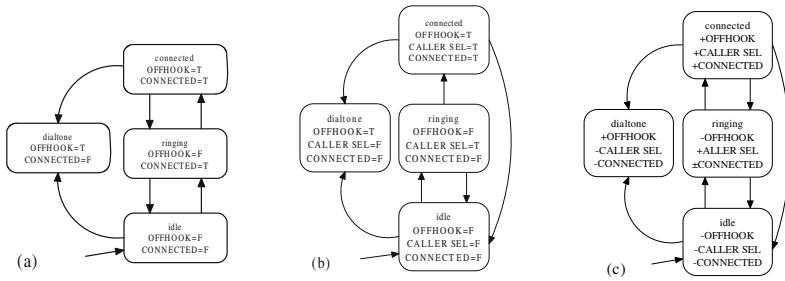 connected
OFFHOOK=T
CONNECTED=T
dialtone
OFFHOOK=T
CONNECTED=F
ringing
OFFHOOK=F
CONNECTED=T
idle
OFFHOOK=F
CONNECTED=F
(a)
connected
OFFHOOK=T
CALLER SEL=T
CONNECTED=T
dialtone
OFFHOOK=T
CALLER SEL=F
CONNECTED=F
ringing
OFFHOOK=F
CALLER SEL=T
CONNECTED=F
idle
OFFHOOK=F
CALLER SEL=F
CONNECTED=F
(b)
connected
+OFFHOOK
+CALLER SEL
+CONNECTED
dialtone
+OFFHOOK
-CALLER SEL
-CONNECTED
ringing
-OFFHOOK
+ALLER SEL
±CONNECTED
idle
-OFFHOOK
-CALLER SEL
-CONNECTED
(c)